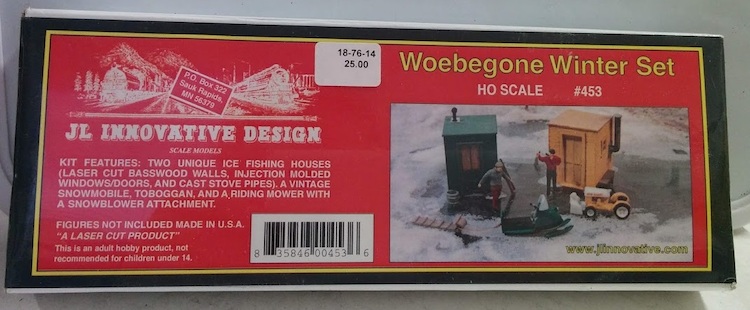 P.O. Box 322
Sauk Rapids,
MN 56379
JL INNOVATIVE DESIGN
SCALE MODELS
KIT FEATURES: TWO UNIQUE ICE FISHING HOUSES
(LASER CUT BASSWOOD WALLS, INJECTION MOLDED
WINDOWS/DOORS, AND CAST STOVE PIPES). A VINTAGE
SNOWMOBILE, TOBOGGAN, AND A RIDING MOWER WITH
A SNOWBLOWER ATTACHMENT.
FIGURES NOT INCLUDED MADE IN U.S.A.
"A LASER CUT PRODUCT"
This is an adult hobby product, not
recommended for children under 14.
8 35846 00453 6
18-76-14
25.00
Woebegone Winter Set
HO SCALE #453
www.jlinnovative.com